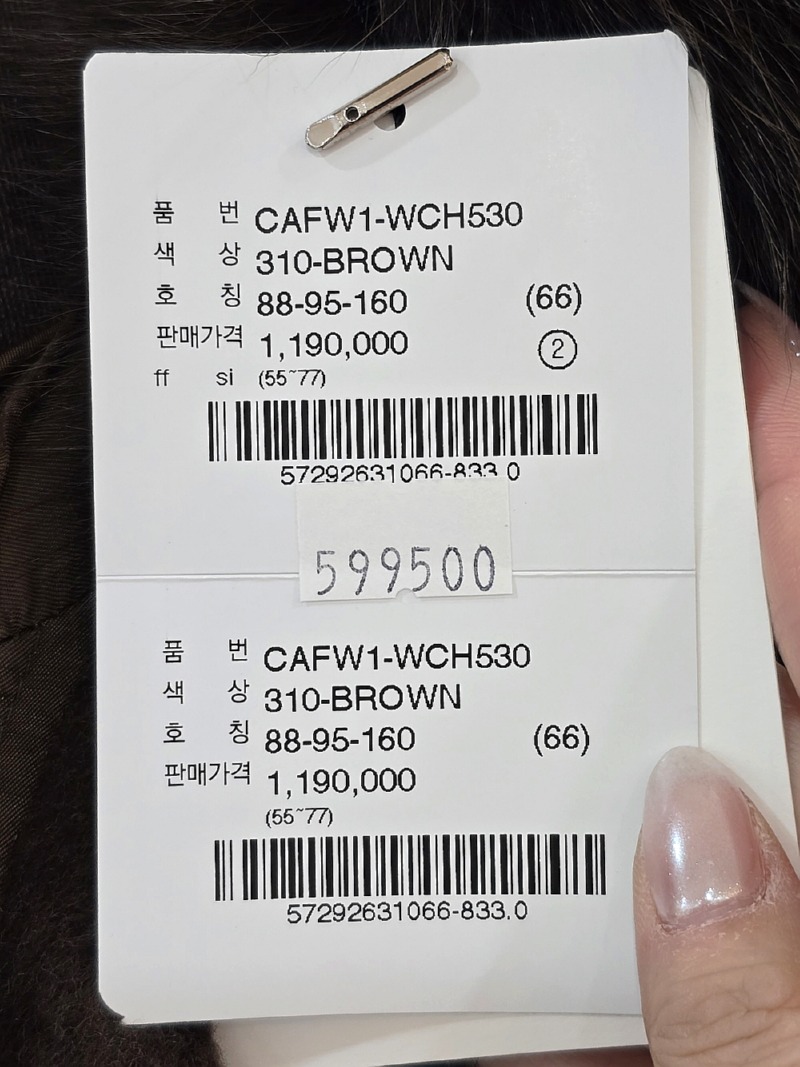 품 번 CAFW1-WCH530
색 상 310-BROWN
호 칭 88-95-160 (66)
판매가격 1,190,000 ②
ff si (55~77)
57292631066-833.0
599500
품 번 CAFW1-WCH530
색 상 310-BROWN
호 칭 88-95-160 (66)
판매가격 1,190,000
(55~77)
57292631066-833.0